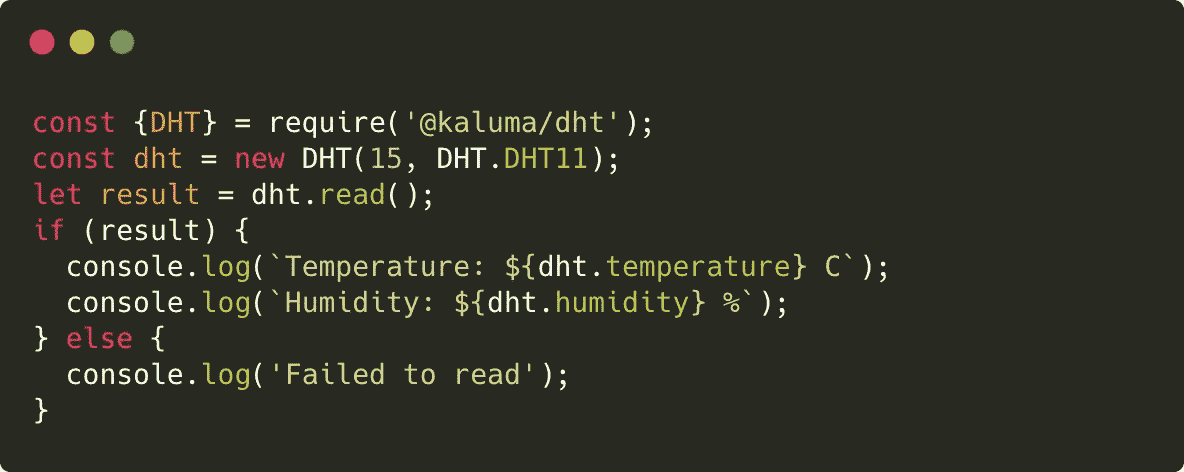 const {DHT} = require('@kaluma/dht');
const dht = new DHT(15, DHT.DHT11);
let result = dht.read();
if (result) {
  console.log(`Temperature: ${dht.temperature} C`);
  console.log(`Humidity: ${dht.humidity} %`);
} else {
  console.log('Failed to read');
}